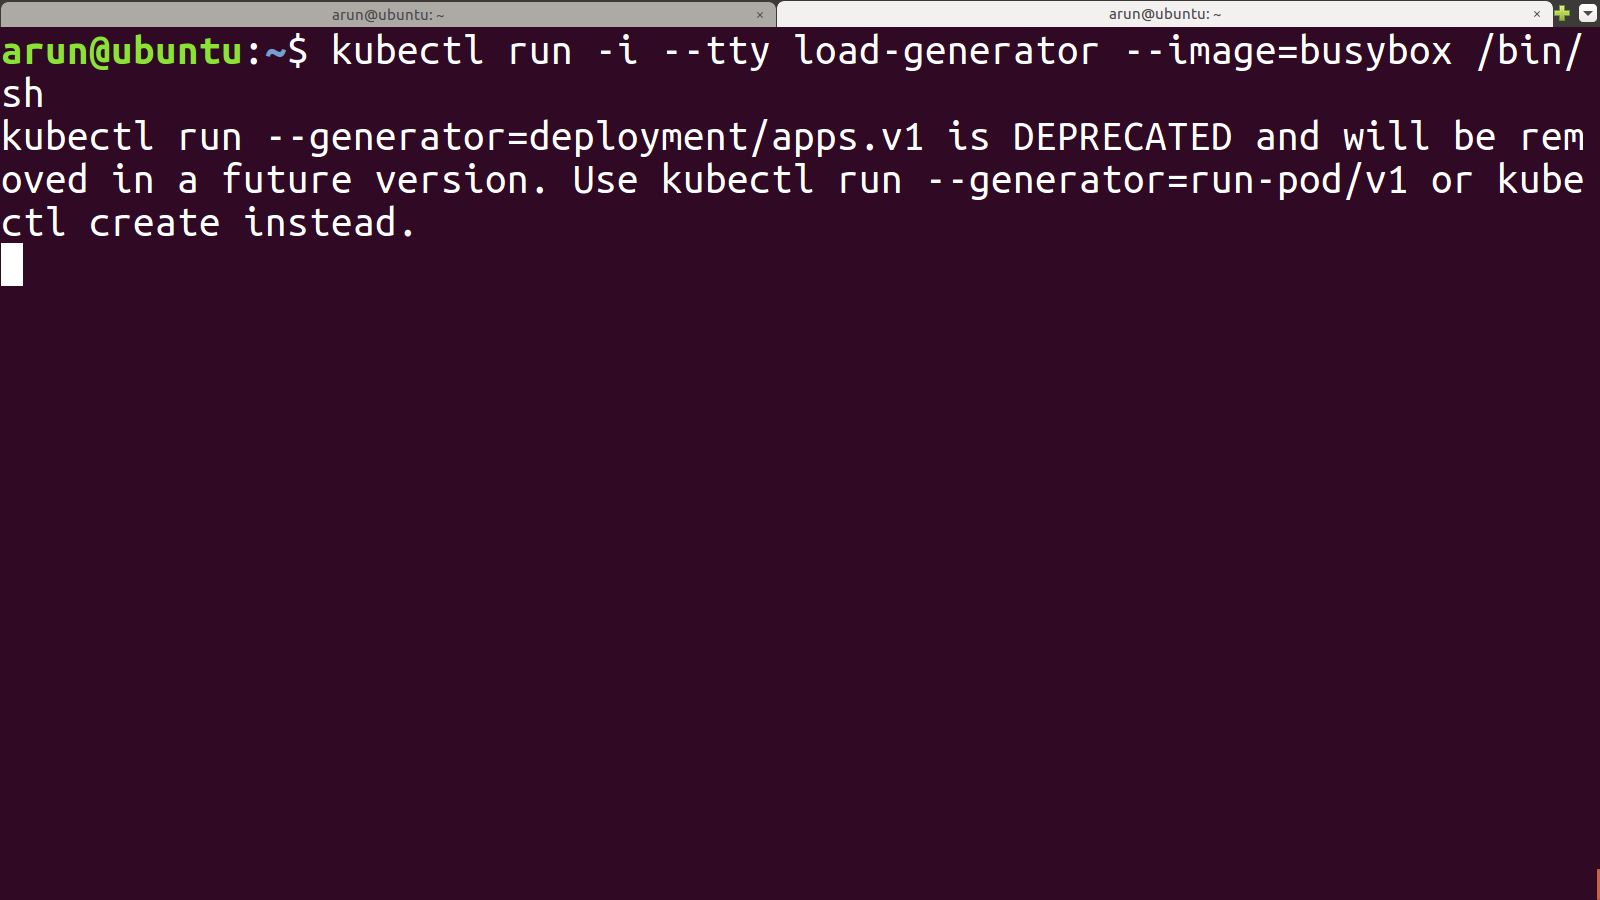 arun@ubuntu: ~
×
arun@ubuntu: ~
×
arun@ubuntu:~$ kubectl run -i --tty load-generator --image=busybox /bin/
sh
kubectl run --generator=deployment/apps.v1 is DEPRECATED and will be rem
oved in a future version. Use kubectl run --generator=run-pod/v1 or kube
ctl create instead.